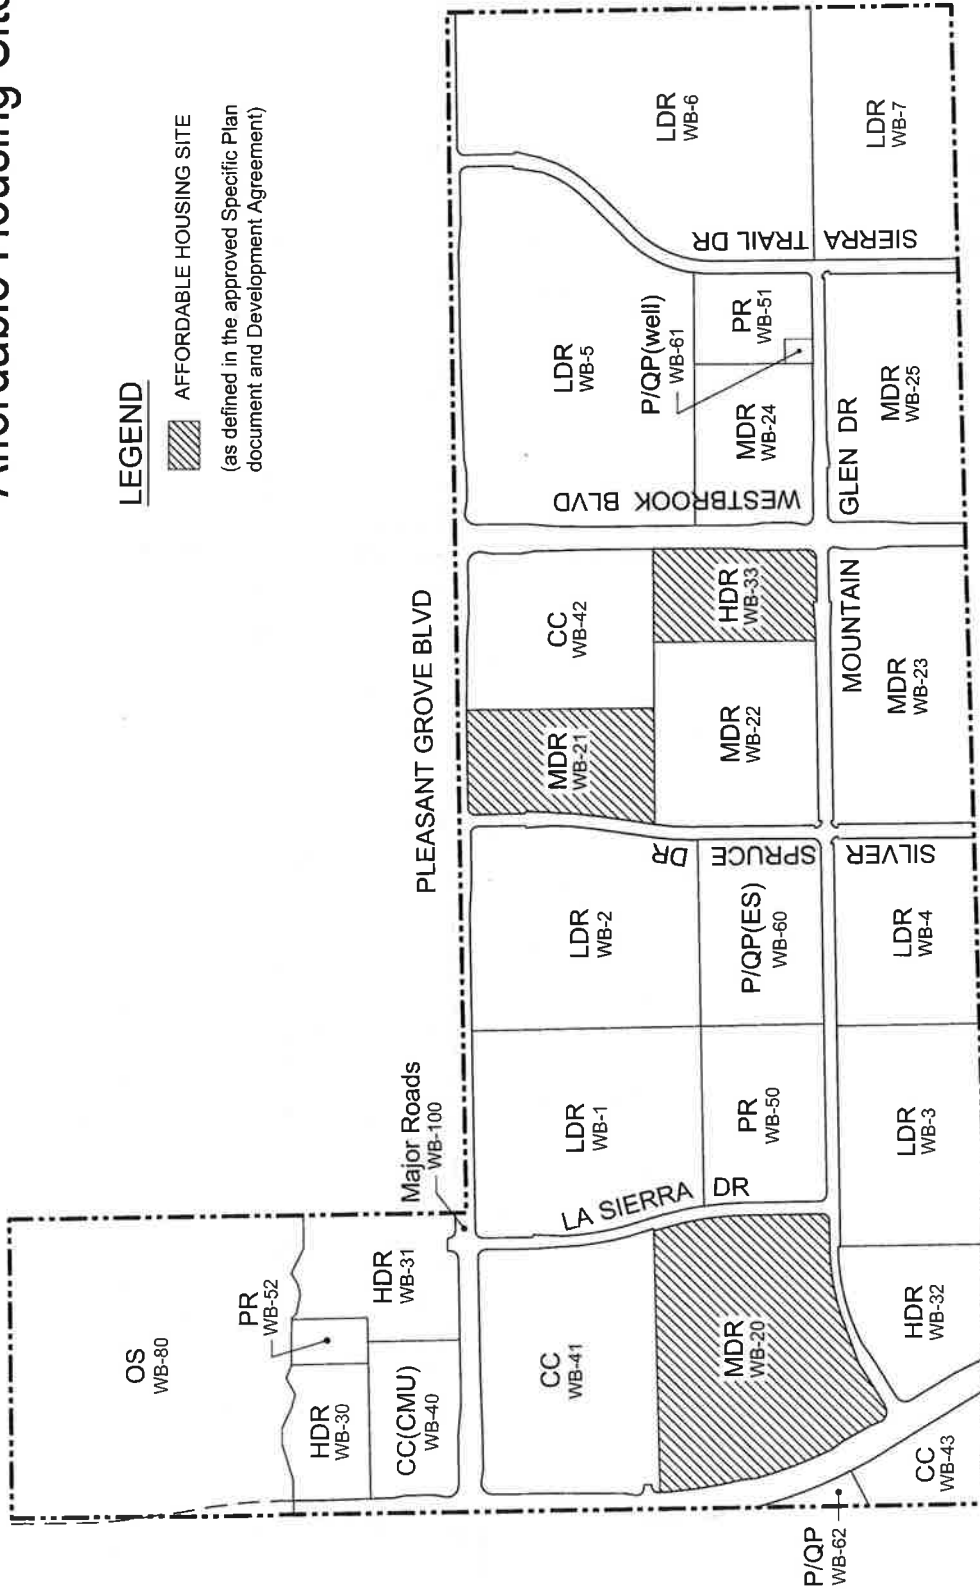 Affordable Housing Site
LEGEND
AFFORDABLE HOUSING SITE
(as defined in the approved Specific Plan
document and Development Agreement)
OS
WB-80
PR
WB-52
HDR
WB-30
HDR
WB-31
CC(CMU)
WB-40
Major Roads
WB-100
PLEASANT GROVE BLVD
CC
WB-41
LA SIERRA
DR
LDR
WB-1
LDR
WB-2
MDR
WB-21
CC
WB-42
WESTBROOK BLVD
LDR
WB-5
LDR
WB-6
MDR
WB-20
PR
WB-50
P/QP(ES)
WB-60
SILVER
SPRUCE
DR
MDR
WB-22
HDR
WB-33
MDR
WB-24
P/QP(well)
WB-61
PR
WB-51
SIERRA
TRAIL DR
P/QP
WB-62
CC
WB-43
HDR
WB-32
LDR
WB-3
LDR
WB-4
MOUNTAIN
GLEN DR
MDR
WB-23
MDR
WB-25
LDR
WB-7